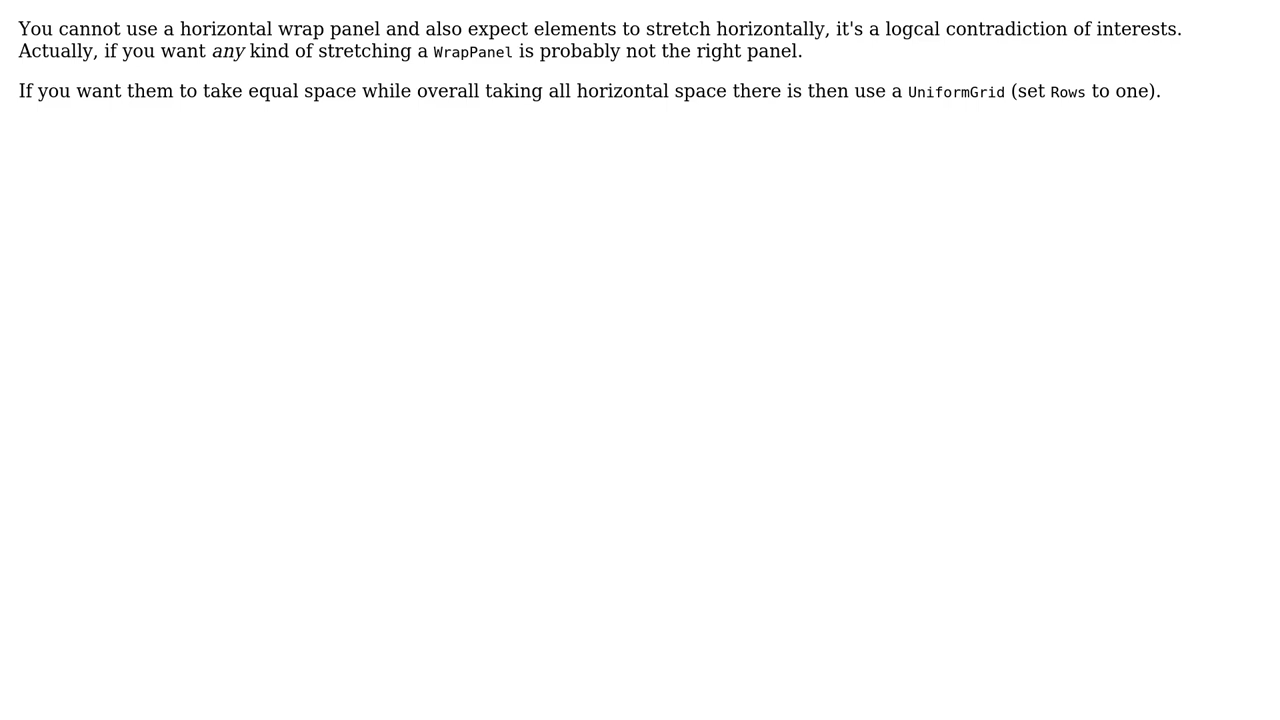 You cannot use a horizontal wrap panel and also expect elements to stretch horizontally, it's a logcal contradiction of interests.
Actually, if you want any kind of stretching a WrapPanel is probably not the right panel.
If you want them to take equal space while overall taking all horizontal space there is then use a UniformGrid (set Rows to one).